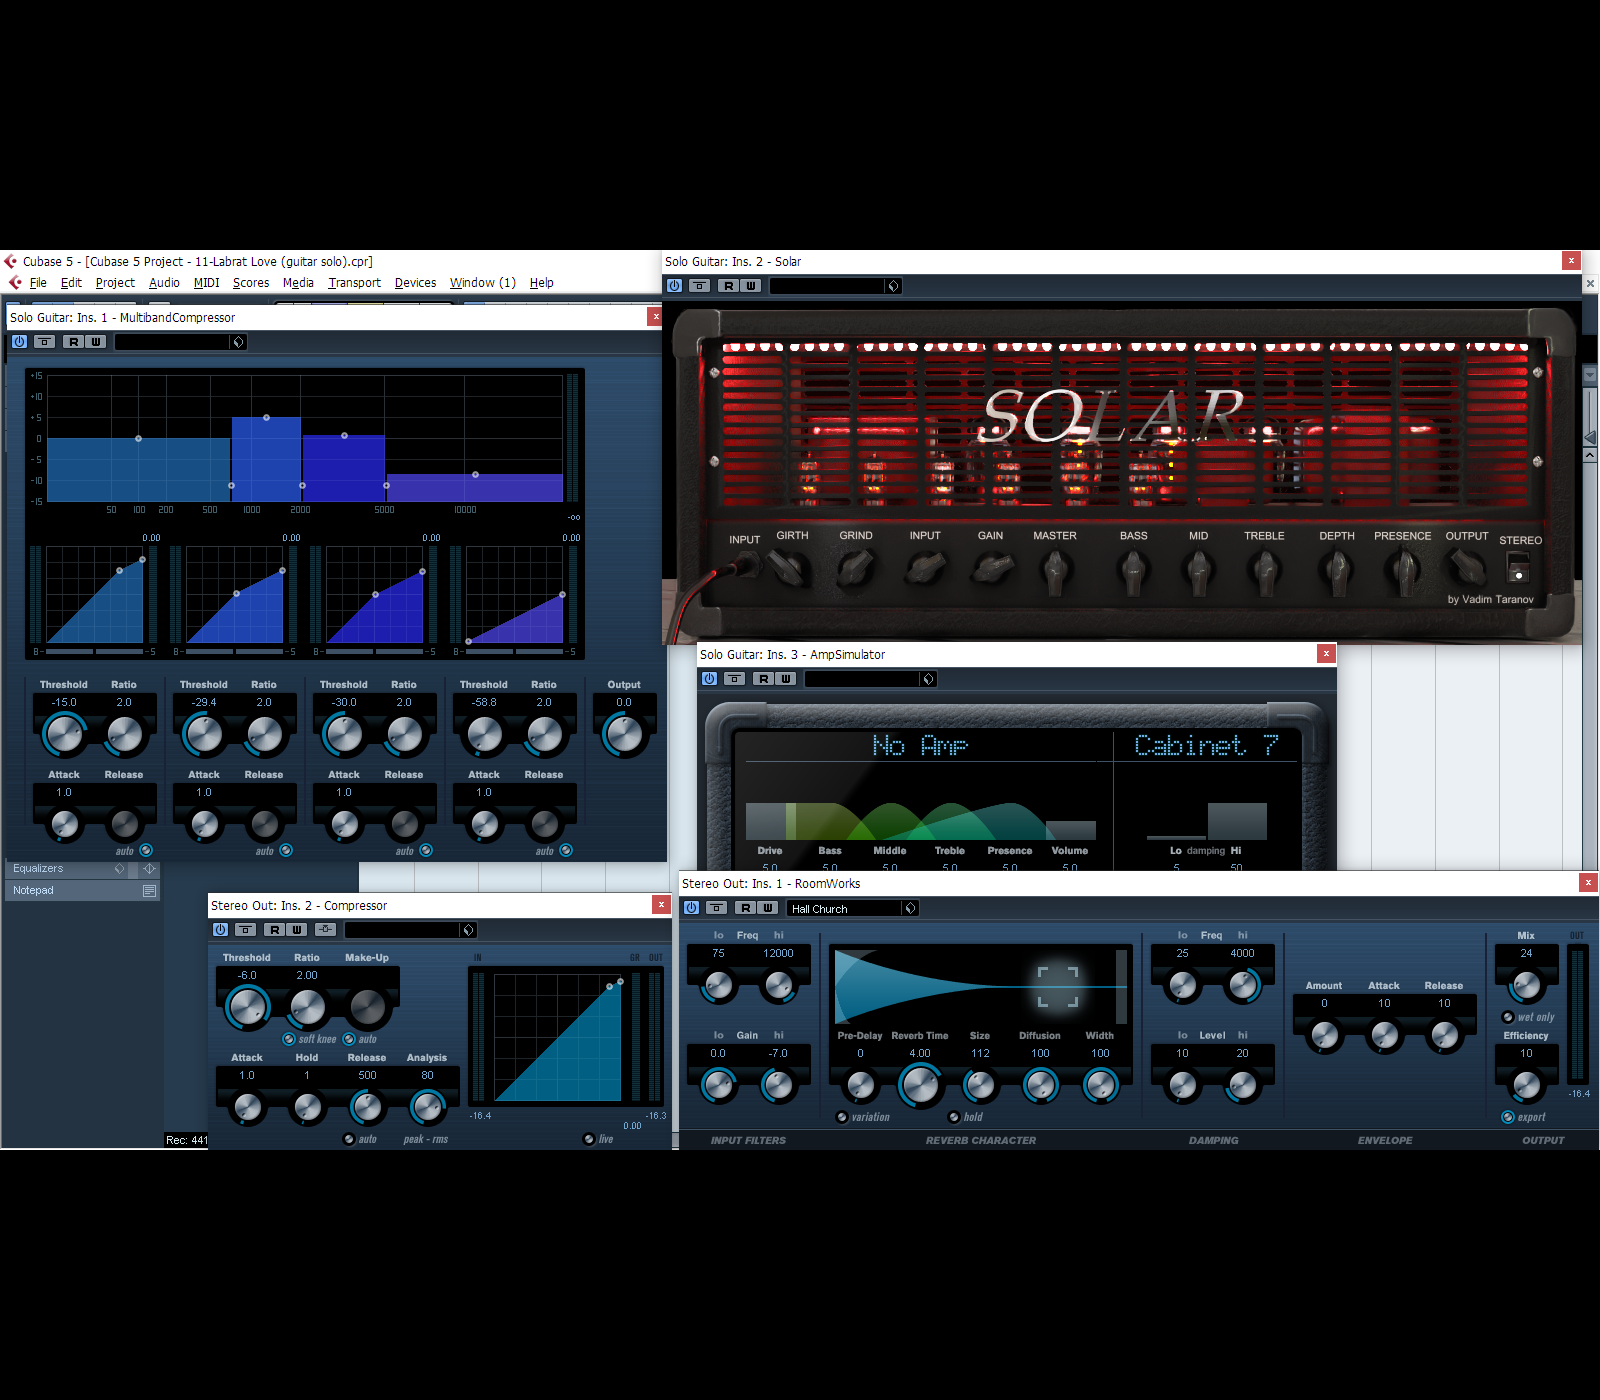 Cubase 5 - [Cubase 5 Project - 11-Labrat Love (guitar solo).cpr]
File Edit Project Audio MIDI Scores Media Transport Devices Window (1) Help
Solo Guitar: Ins. 1 - MultibandCompressor
R W
+15
+10
+5
0
-5
-10
-15
50 100 200 500 1000 2000 5000 10000
-oo
0.00 0.00 0.00 0.00
8- -5 8- -5 8- -5 8- -5
Threshold Ratio Threshold Ratio Threshold Ratio Threshold Ratio Output
-15.0 2.0 -29.4 2.0 -30.0 2.0 -58.8 2.0 0.0
Attack Release Attack Release Attack Release Attack Release
1.0 1.0 1.0 1.0
auto auto auto auto
Equalizers
Notepad
Rec: 441
Solo Guitar: Ins. 2 - Solar
R W
SOLAR
INPUT GIRTH GRIND INPUT GAIN MASTER BASS MID TREBLE DEPTH PRESENCE OUTPUT STEREO
by Vadim Taranov
Solo Guitar: Ins. 3 - AmpSimulator
R W
No Amp Cabinet 7
Drive Bass Middle Treble Presence Volume Lo damping Hi
5.0 5.0 5.0 5.0 5.0 5.0 5 50
Stereo Out: Ins. 2 - Compressor
R W
Threshold Ratio Make-Up
-6.0 2.00
soft knee auto
Attack Hold Release Analysis
1.0 1 500 80
auto peak - rms
IN GR OUT
-16.4 -16.3
0.00
live
Stereo Out: Ins. 1 - RoomWorks
R W Hall Church
lo Freq hi lo Freq hi Mix OUT
75 12000 25 4000 24
Amount Attack Release
0 10 10
wet only
lo Gain hi Pre-Delay Reverb Time Size Diffusion Width lo Level hi Efficiency
0.0 -7.0 0 4.00 112 100 100 10 20 10
-16.4
variation hold export
INPUT FILTERS REVERB CHARACTER DAMPING ENVELOPE OUTPUT